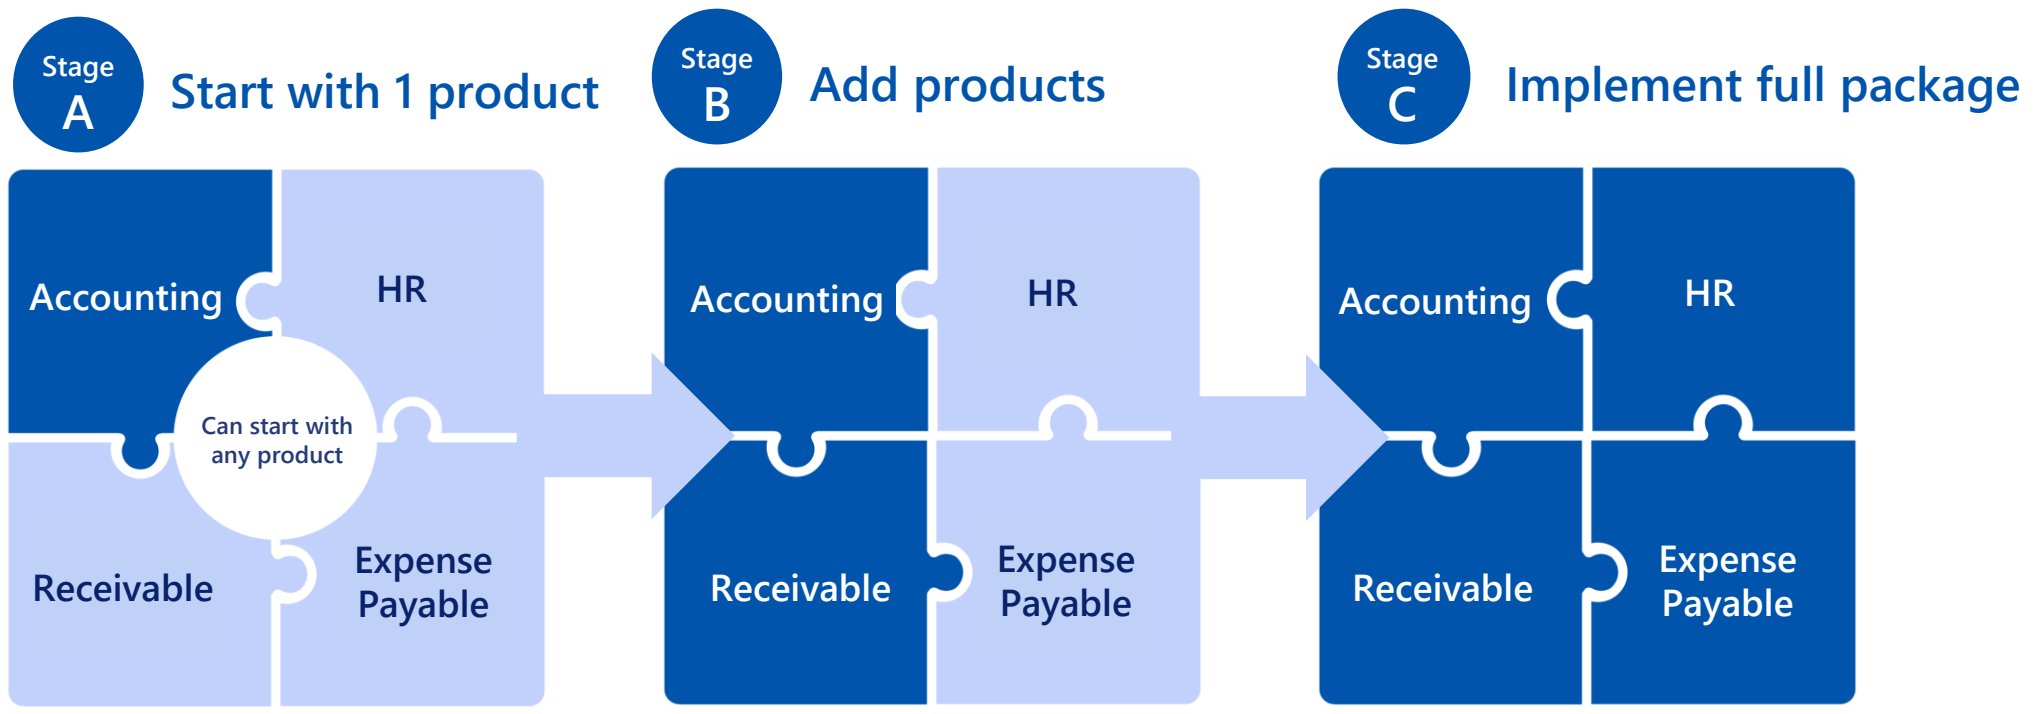 Stage
A
Start with 1 product
Stage
B
Add products
Stage
C
Implement full package
Accounting
HR
Can start with
any product
Receivable
Expense
Payable
Accounting
HR
Receivable
Expense
Payable
Accounting
HR
Receivable
Expense
Payable